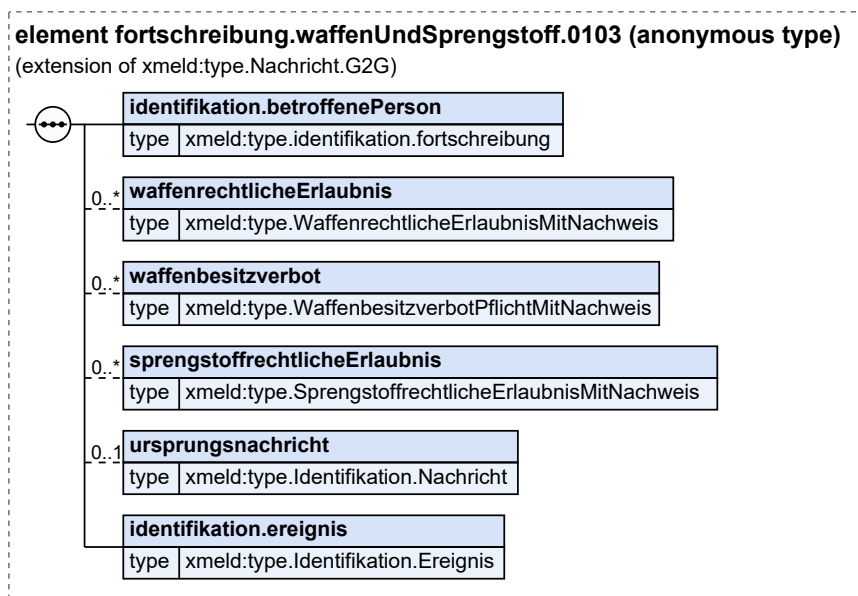 element fortschreibung.waffenUndSprengstoff.0103 (anonymous type)
(extension of xmeld:type.Nachricht.G2G)
identifikation.betroffenePerson
type xmeld:type.identifikation.fortschreibung
0..* waffenrechtlicheErlaubnis
type xmeld:type.WaffenrechtlicheErlaubnisMitNachweis
0..* waffenbesitzverbot
type xmeld:type.WaffenbesitzverbotPflichtMitNachweis
0..* sprengstoffrechtlicheErlaubnis
type xmeld:type.SprengstoffrechtlicheErlaubnisMitNachweis
0..1 ursprungsnachricht
type xmeld:type.Identifikation.Nachricht
identifikation.ereignis
type xmeld:type.Identifikation.Ereignis